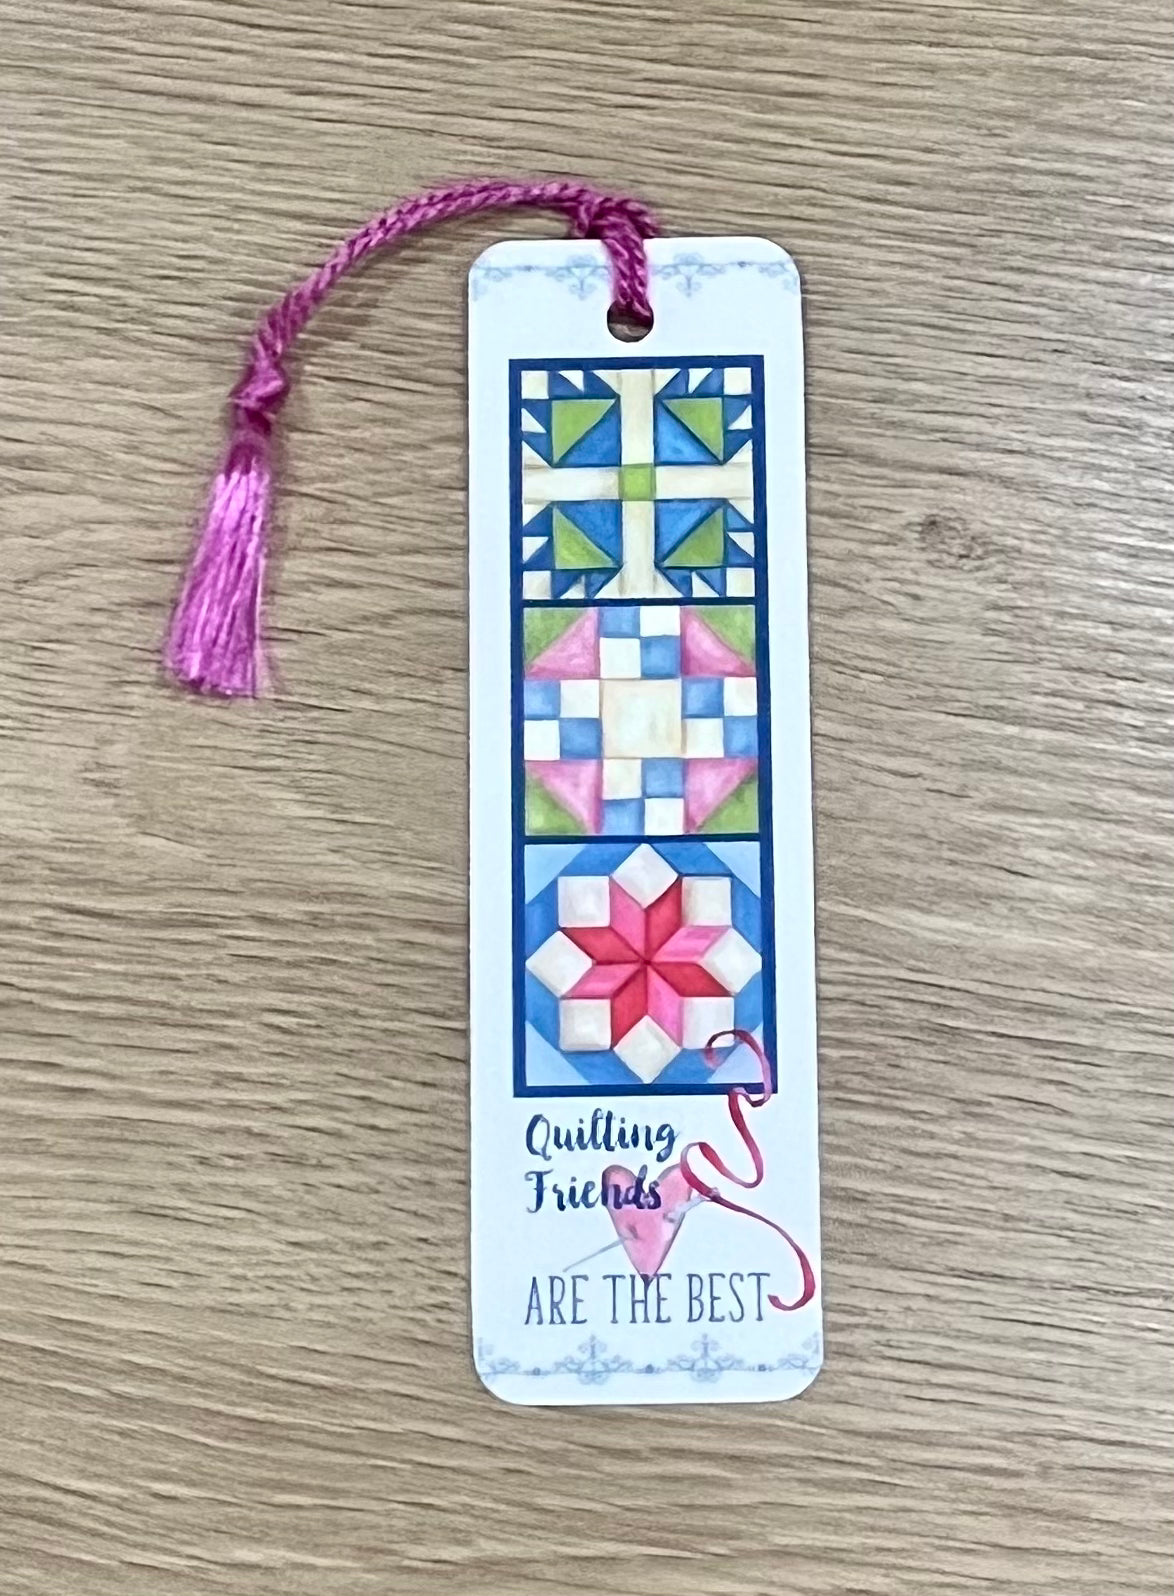 Quilting
Friends
ARE THE BEST